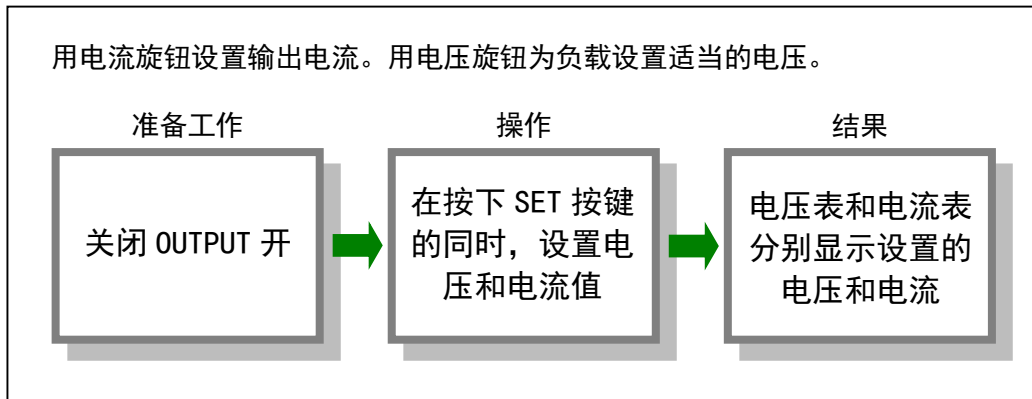 用电流旋钮设置输出电流。用电压旋钮为负载设置适当的电压。
准备工作
操作
结果
关闭 OUTPUT 开
在按下 SET 按键
的同时，设置电
压和电流值
电压表和电流表
分别显示设置的
电压和电流